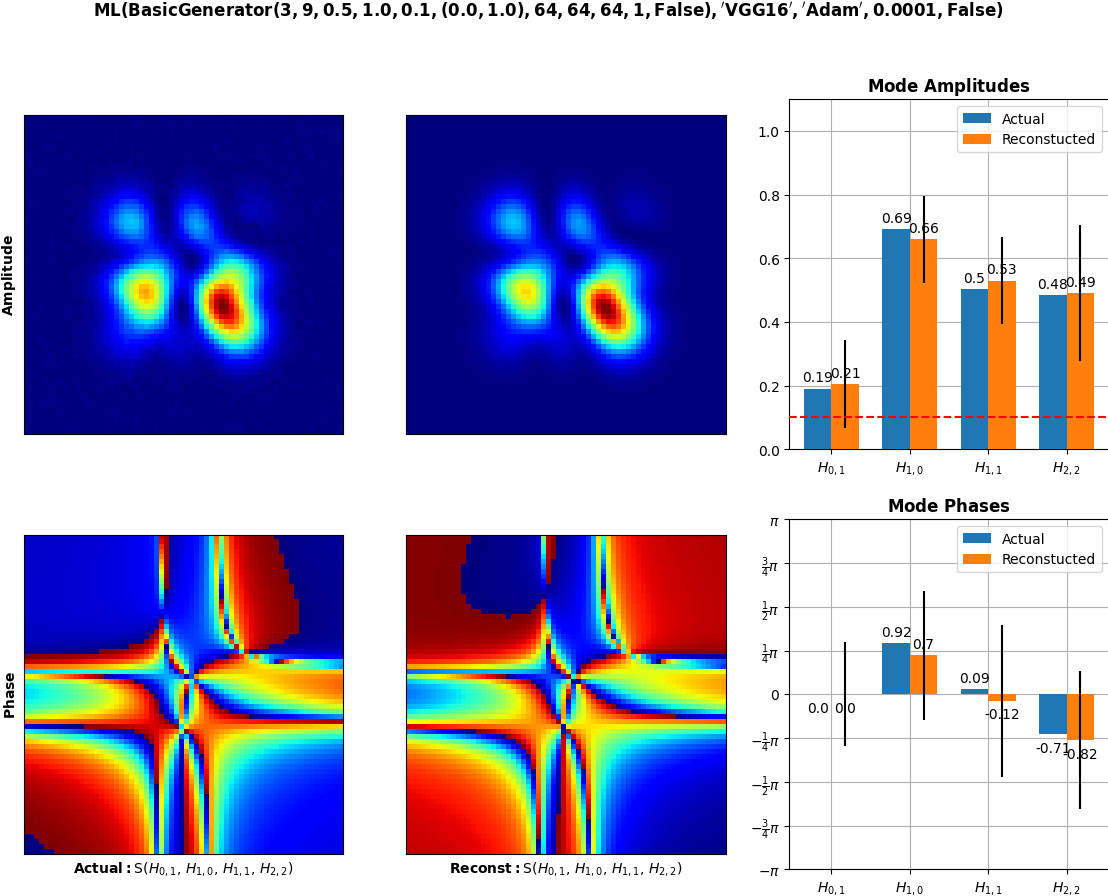 ML(BasicGenerator(3, 9, 0.5, 1.0, 0.1, (0.0, 1.0), 64, 64, 64, 1, False), ′VGG16′, ′Adam′, 0.0001, False)
Amplitude
Mode Amplitudes
Actual
Reconstucted
1.0
0.8
0.6
0.4
0.2
0.0
0.19
0.21
0.69
0.66
0.5
0.53
0.48
0.49
H0,1
H1,0
H1,1
H2,2
Phase
Actual: S(H0,1, H1,0, H1,1, H2,2)
Reconst: S(H0,1, H1,0, H1,1, H2,2)
Mode Phases
Actual
Reconstucted
π
3/4π
1/2π
1/4π
0
−1/4π
−1/2π
−3/4π
−π
0.0
0.0
0.92
0.7
0.09
-0.12
-0.71
-0.82
H0,1
H1,0
H1,1
H2,2